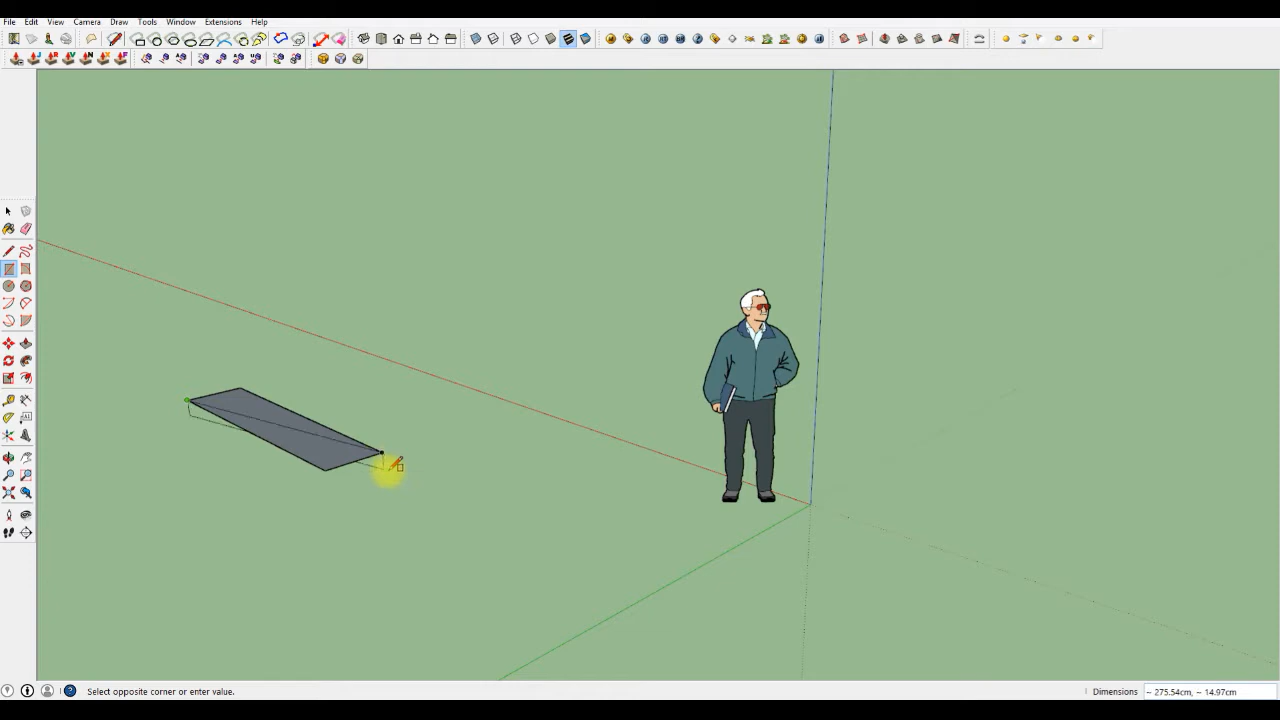 File Edit View Camera Draw Tools Window Extensions Help
Select opposite corner or enter value.
Dimensions ~ 275.54cm, ~ 14.97cm